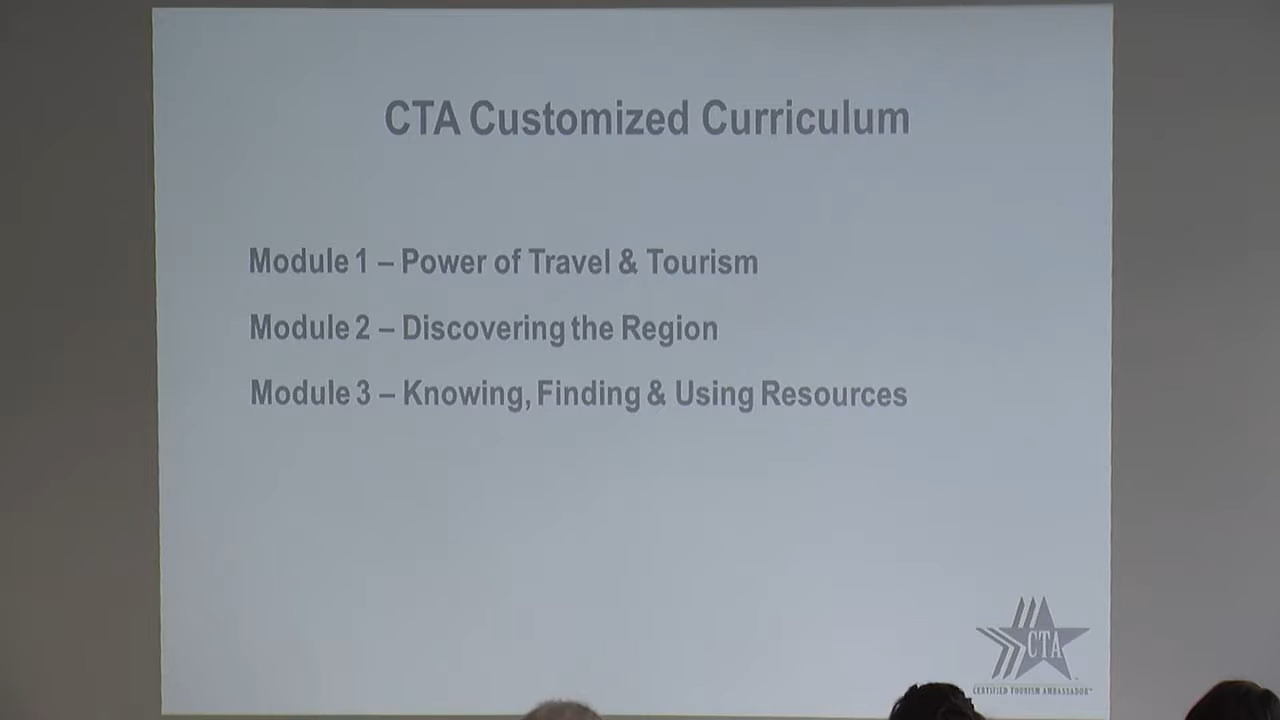 CTA Customized Curriculum
Module 1 – Power of Travel & Tourism
Module 2 – Discovering the Region
Module 3 – Knowing, Finding & Using Resources
CTA
CERTIFIED TOURISM AMBASSADOR™